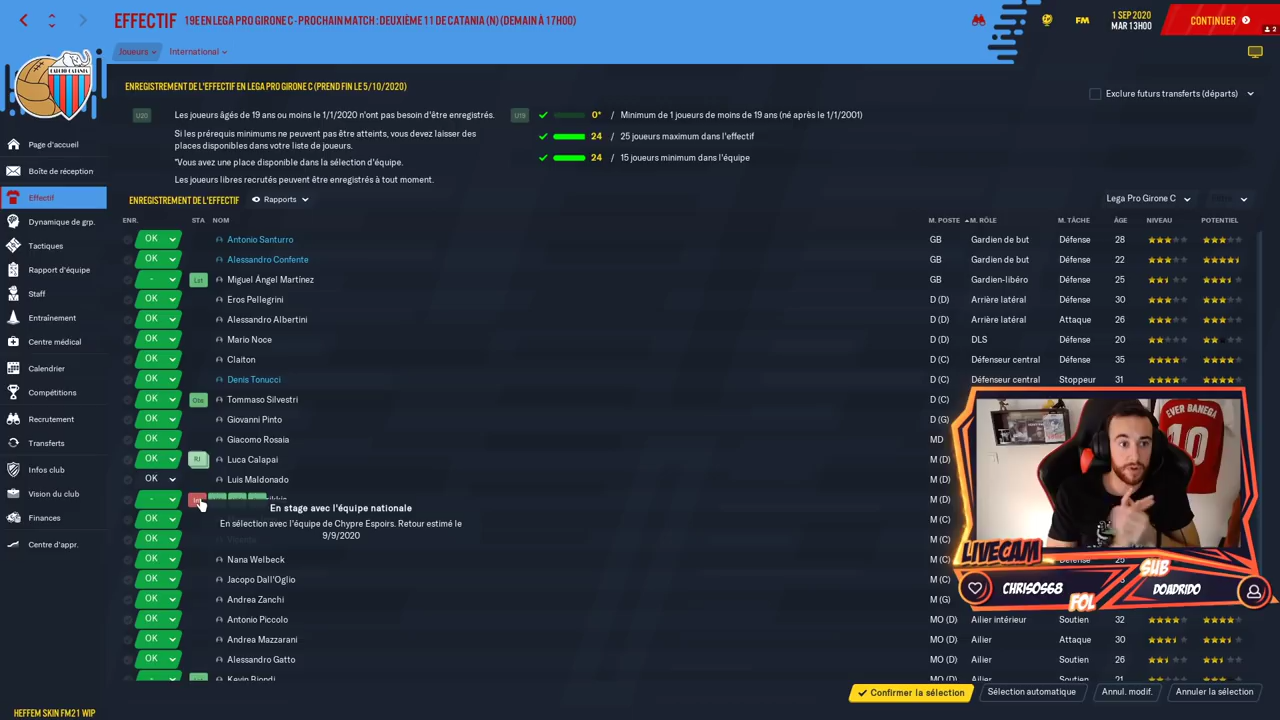 EFFECTIF
19E EN LEGA PRO GIRONE C - PROCHAIN MATCH : DEUXIÈME 11 DE CATANIA (N) (DEMAIN À 17H00)
FM
1 SEP 2020
MAR 13H00
CONTINUER
2
Joueurs
International
CALCIO CATANIA
ENREGISTREMENT DE L'EFFECTIF EN LEGA PRO GIRONE C (PREND FIN LE 5/10/2020)
Exclure futurs transferts (départs)
U20
Les joueurs âgés de 19 ans ou moins le 1/1/2020 n'ont pas besoin d'être enregistrés.
Si les prérequis minimums ne peuvent pas être atteints, vous devez laisser des
places disponibles dans votre liste de joueurs.
*Vous avez une place disponible dans la sélection d'équipe.
Les joueurs libres recrutés peuvent être enregistrés à tout moment.
U19
0* / Minimum de 1 joueurs de moins de 19 ans (né après le 1/1/2001)
24 / 25 joueurs maximum dans l'effectif
24 / 15 joueurs minimum dans l'équipe
Page d'accueil
Boîte de réception
Effectif
Dynamique de grp.
Tactiques
Rapport d'équipe
Staff
Entraînement
Centre médical
Calendrier
Compétitions
Recrutement
Transferts
Infos club
Vision du club
Finances
Centre d'appr.
ENREGISTREMENT DE L'EFFECTIF
Rapports
Lega Pro Girone C
ENR. STA NOM M. POSTE M. RÔLE M. TÂCHE ÂGE NIVEAU POTENTIEL
OK Antonio Santurro GB Gardien de but Défense 28
OK Alessandro Confente GB Gardien de but Défense 22
- Lst Miguel Ángel Martínez GB Gardien-libéro Défense 25
OK Eros Pellegrini D (D) Arrière latéral Défense 30
OK Alessandro Albertini D (D) Arrière latéral Attaque 26
OK Mario Noce D (D) DLS Défense 20
OK Claiton D (C) Défenseur central Défense 35
OK Denis Tonucci D (C) Défenseur central Stoppeur 31
OK Obs Tommaso Silvestri D (C)
OK Giovanni Pinto D (G)
OK Giacomo Rosaia MD
OK RJ Luca Calapai M (D)
OK Luis Maldonado M (D)
- M (D)
En stage avec l'équipe nationale
En sélection avec l'équipe de Chypre Espoirs. Retour estimé le
9/9/2020
OK M (C)
OK M (C)
OK Nana Welbeck M (C) 25
OK Jacopo Dall'Oglio M (C)
OK Andrea Zanchi M (G)
OK Antonio Piccolo MO (D) Ailier intérieur Soutien 32
OK Andrea Mazzarani MO (D) Ailier Attaque 30
OK Alessandro Gatto MO (D) Ailier Soutien 26
- Kevin Biondi MO (D) Ailier Soutien 21
EVER BANEGA
10
LIVECAM
SUB
CHRISOS68
FOL
DOADRIDO
Confirmer la sélection
Sélection automatique
Annul. modif.
Annuler la sélection
HEFFEM SKIN FM21 WIP